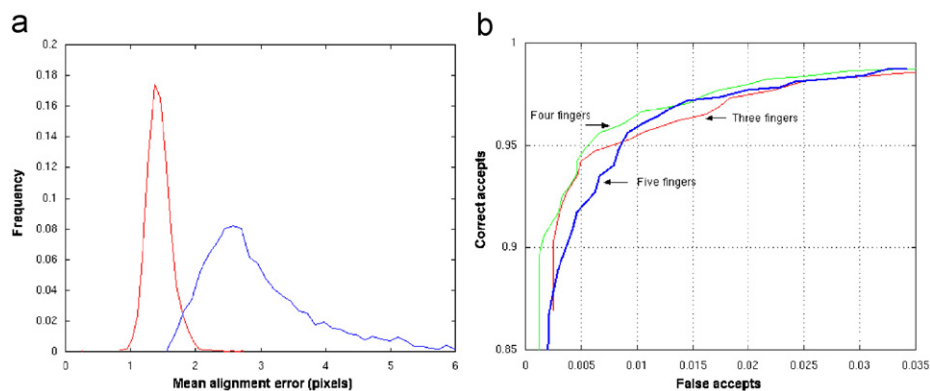 a
0.2
0.18
0.16
0.14
0.12
0.1
0.08
0.06
0.04
0.02
0
Frequency
0 1 2 3 4 5 6
Mean alignment error (pixels)
b
1
0.95
0.9
0.85
Correct accepts
Four fingers
Three fingers
Five fingers
0 0.005 0.01 0.015 0.02 0.025 0.03 0.035
False accepts